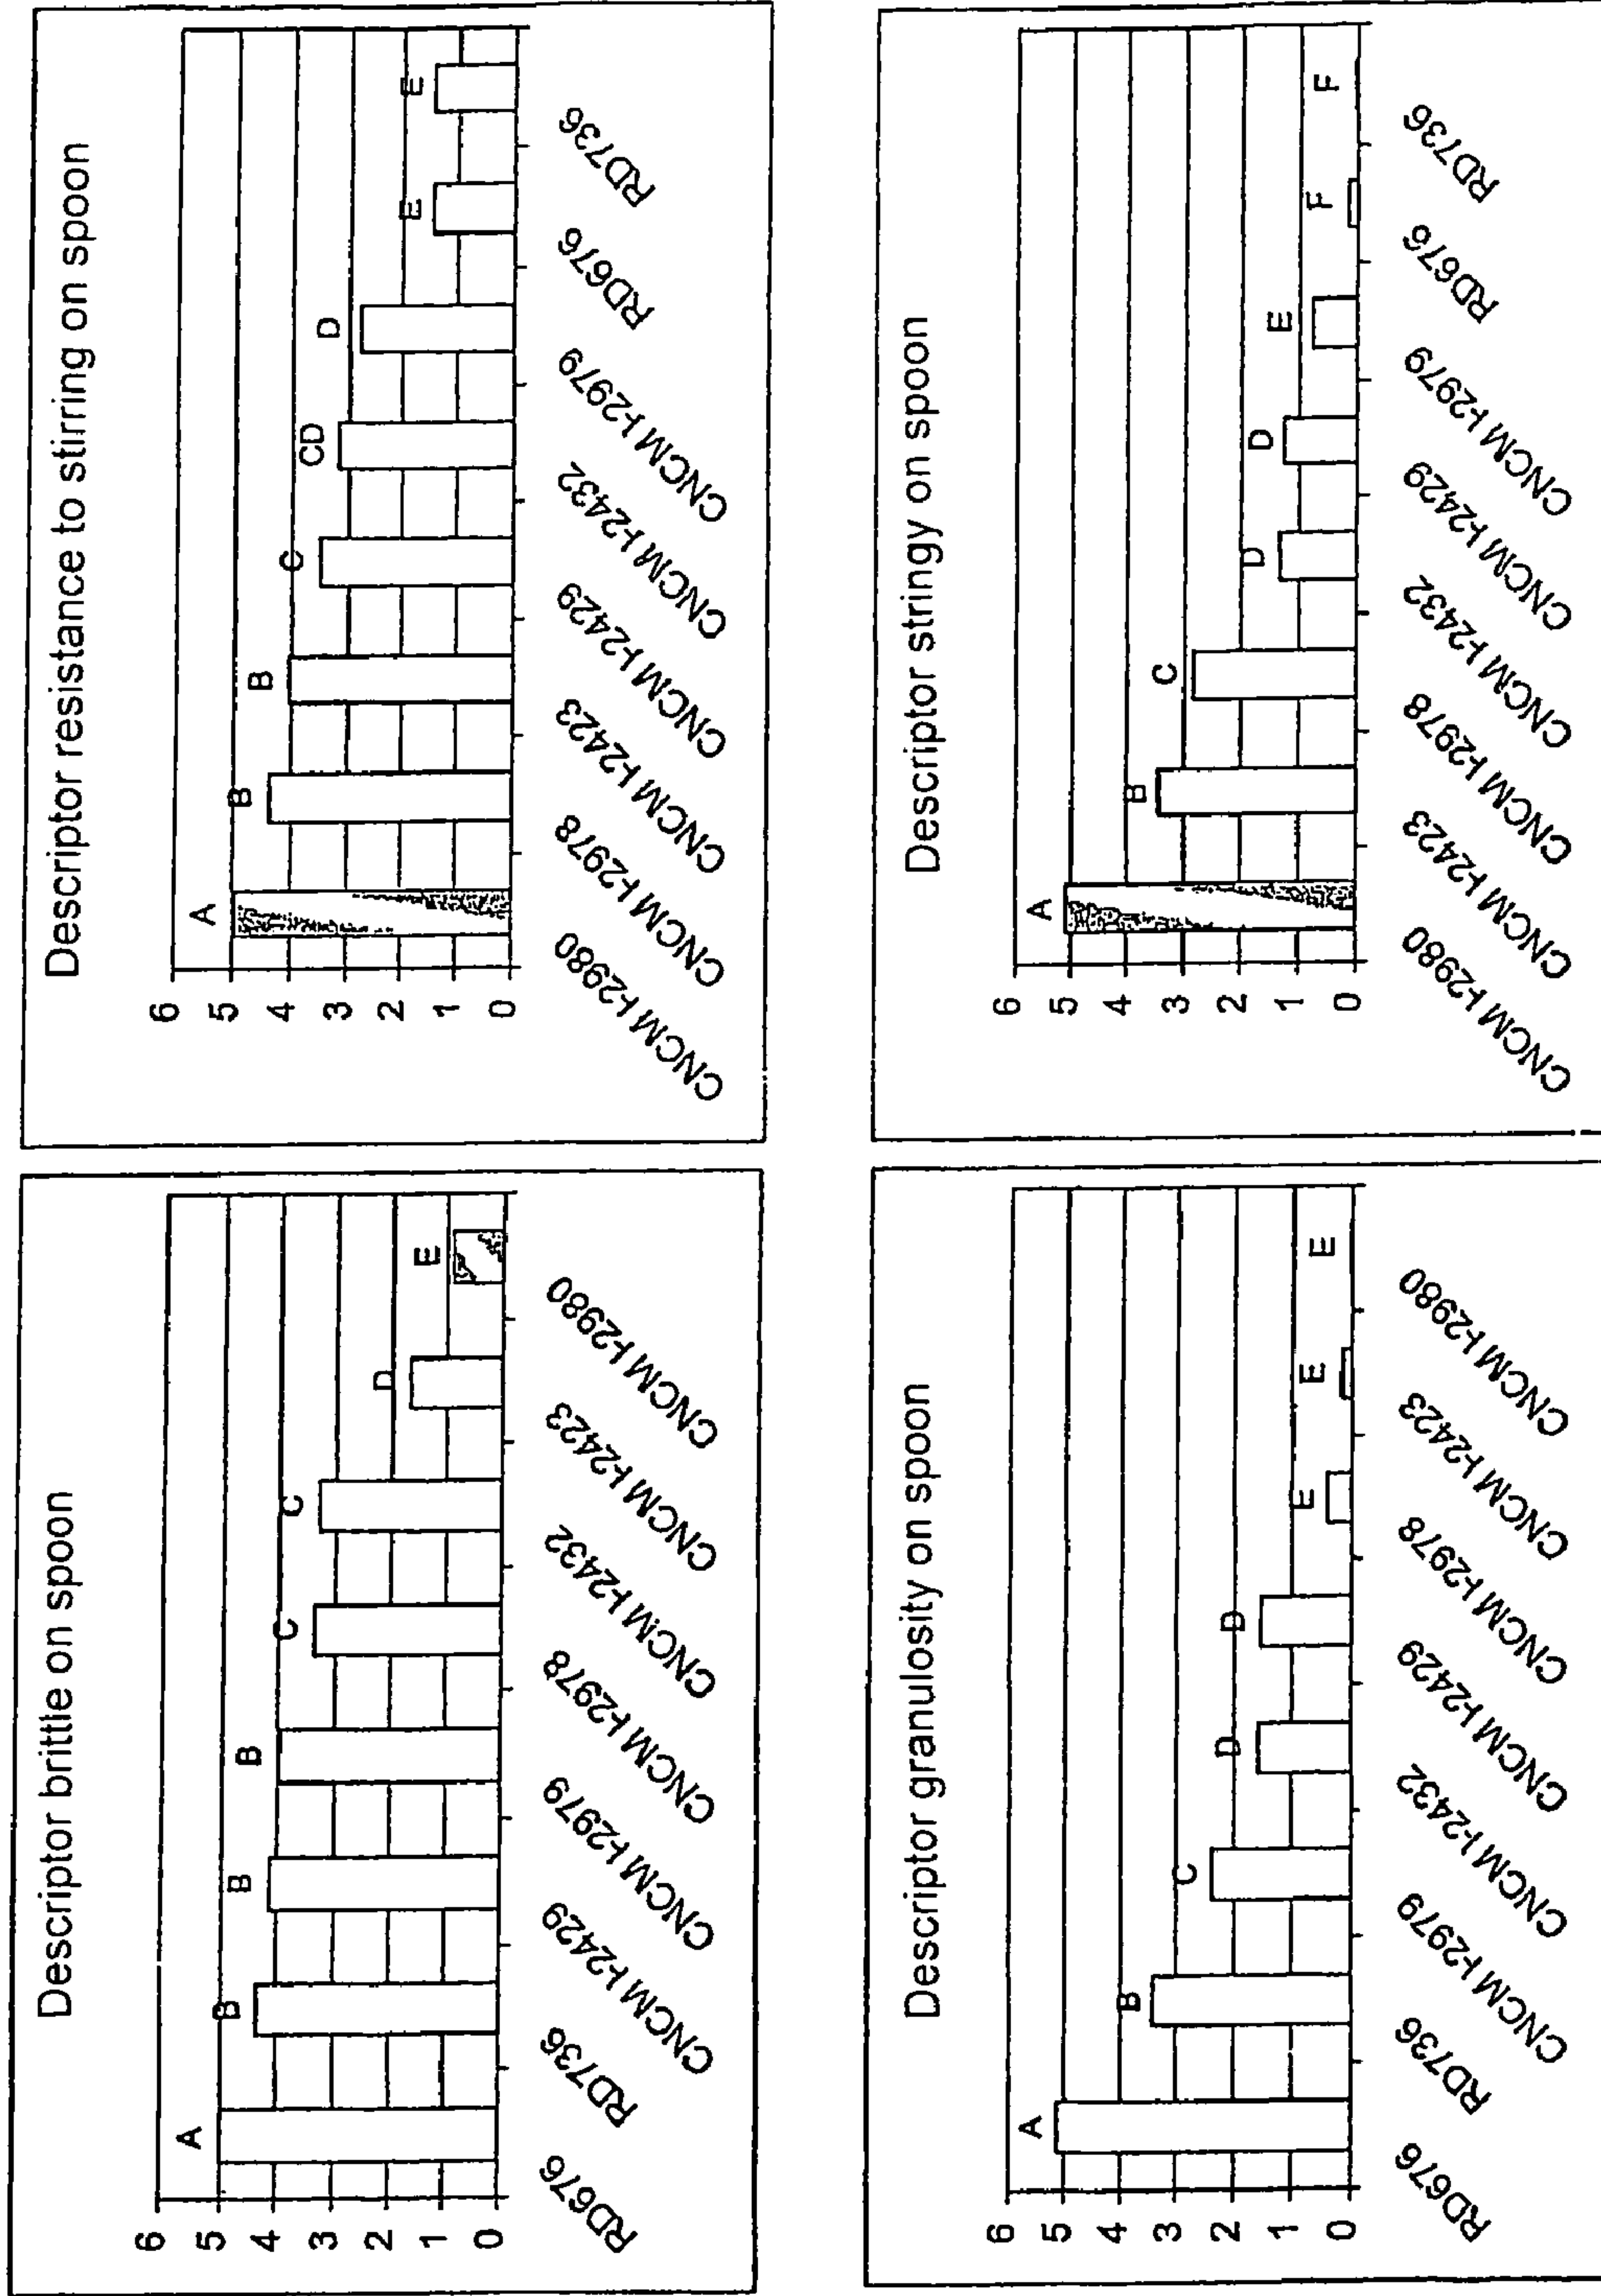 Descriptor brittle on spoon
6
5
4
3
2
1
0
A
B
B
B
C
C
D
E
RD676
RD736
CNCM I-2429
CNCM I-2979
CNCM I-2978
CNCM I-2432
CNCM I-2423
CNCM I-2980
Descriptor resistance to stirring on spoon
6
5
4
3
2
1
0
A
B
B
C
CD
D
E
E
CNCM I-2980
CNCM I-2978
CNCM I-2423
CNCM I-2429
CNCM I-2432
CNCM I-2979
RD676
RD736
Descriptor granulosity on spoon
6
5
4
3
2
1
0
A
B
C
D
D
E
E
E
RD676
RD736
CNCM I-2979
CNCM I-2432
CNCM I-2429
CNCM I-2978
CNCM I-2423
CNCM I-2980
Descriptor stringy on spoon
6
5
4
3
2
1
0
A
B
C
D
D
E
F
F
CNCM I-2980
CNCM I-2423
CNCM I-2978
CNCM I-2432
CNCM I-2429
CNCM I-2979
RD676
RD736